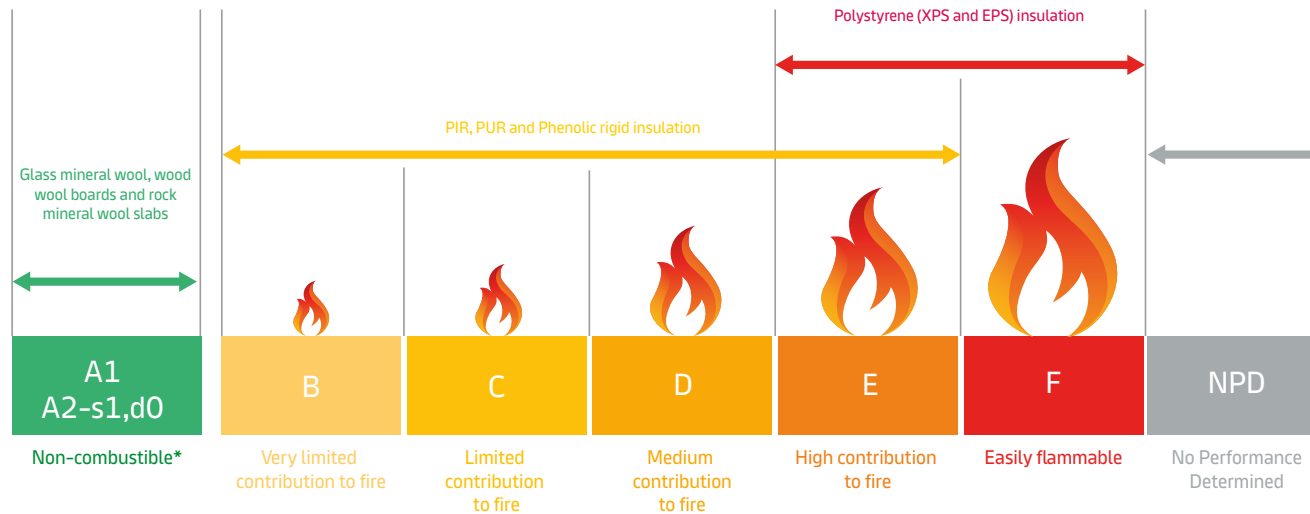 Polystyrene (XPS and EPS) insulation
PIR, PUR and Phenolic rigid insulation
Glass mineral wool, wood
wool boards and rock
mineral wool slabs
A1
A2-s1,d0
B
C
D
E
F
NPD
Non-combustible*
Very limited
contribution to fire
Limited
contribution
to fire
Medium
contribution
to fire
High contribution
to fire
Easily flammable
No Performance
Determined